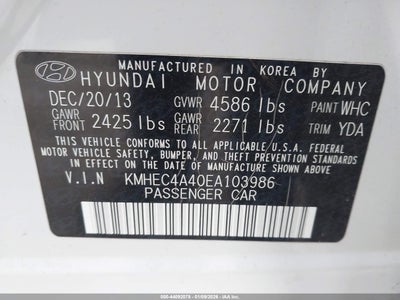 MANUFACTURED IN KOREA BY
HYUNDAI MOTOR COMPANY
DEC/20/13 GVWR 4586 lbs PAINT WHC
GAWR FRONT 2425 lbs GAWR REAR 2271 lbs TRIM YDA
THIS VEHICLE CONFORMS TO ALL APPLICABLE U.S. FEDERAL
MOTOR VEHICLE SAFETY, BUMPER, AND THEFT PREVENTION STANDARDS
IN EFFECT ON THE DATE OF MANUFACTURE SHOWN ABOVE.
V.I.N KMHEC4A40EA103986
PASSENGER CAR